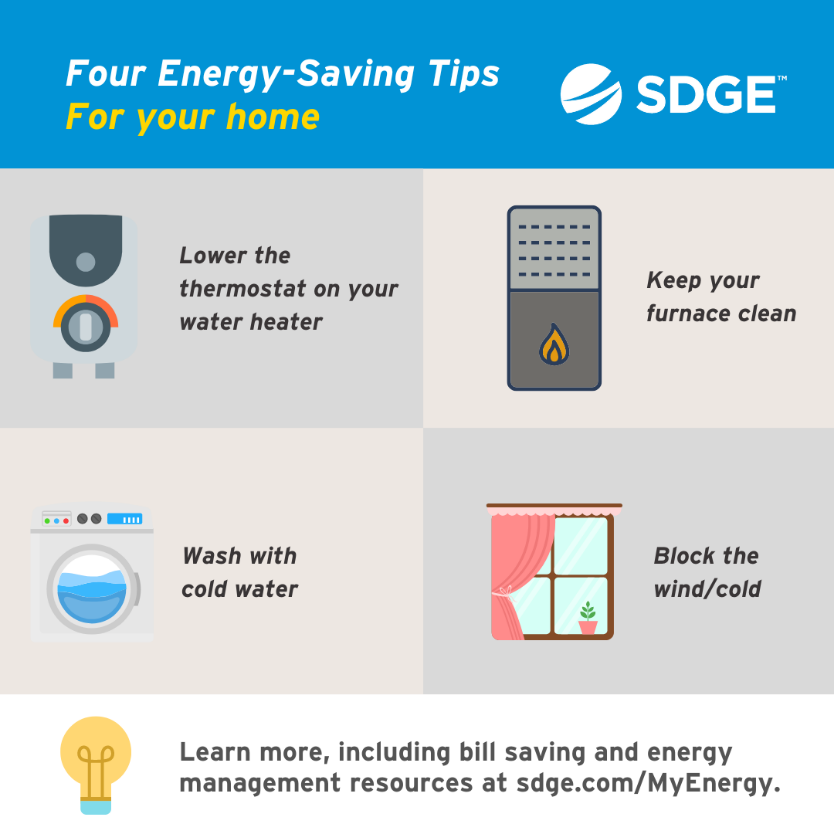 Four Energy-Saving Tips
For your home
SDGE™
Lower the
thermostat on your
water heater
Keep your
furnace clean
Wash with
cold water
Block the
wind/cold
Learn more, including bill saving and energy
management resources at sdge.com/MyEnergy.